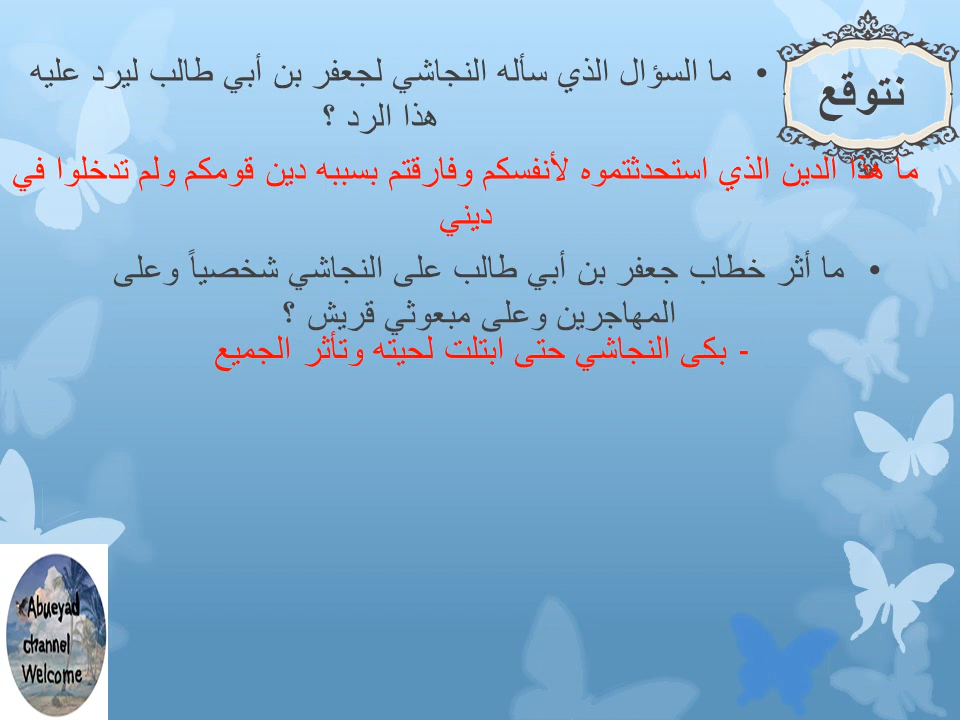 نتوقع
• ما السؤال الذي سأله النجاشي لجعفر بن أبي طالب ليرد عليه
هذا الرد ؟
ما هذا الدين الذي استحدثتموه لأنفسكم وفارقتم بسببه دين قومكم ولم تدخلوا في
ديني
• ما أثر خطاب جعفر بن أبي طالب على النجاشي شخصياً وعلى
المهاجرين وعلى مبعوثي قريش ؟
- بكى النجاشي حتى ابتلت لحيته وتأثر الجميع
Abueyad
channel
Welcome